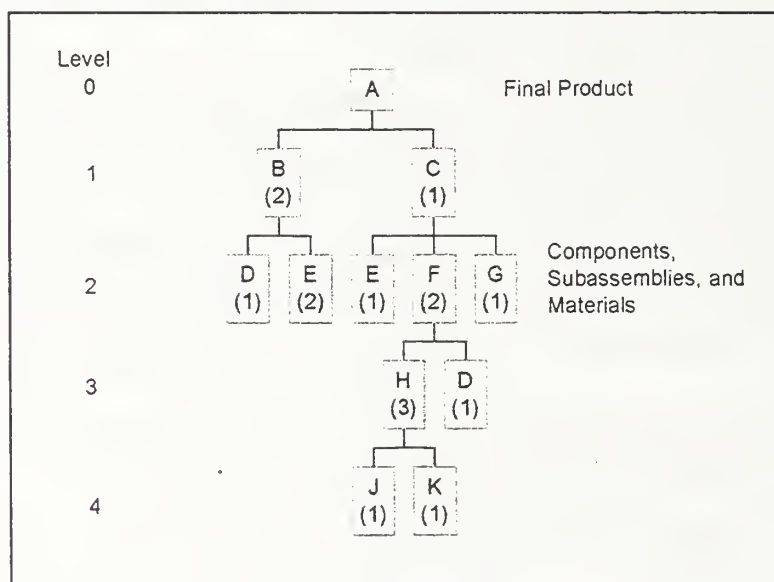 Level
0
A
Final Product
1
B
(2)
C
(1)
2
D
(1)
E
(2)
E
(1)
F
(2)
G
(1)
Components,
Subassemblies, and
Materials
3
H
(3)
D
(1)
4
J
(1)
K
(1)